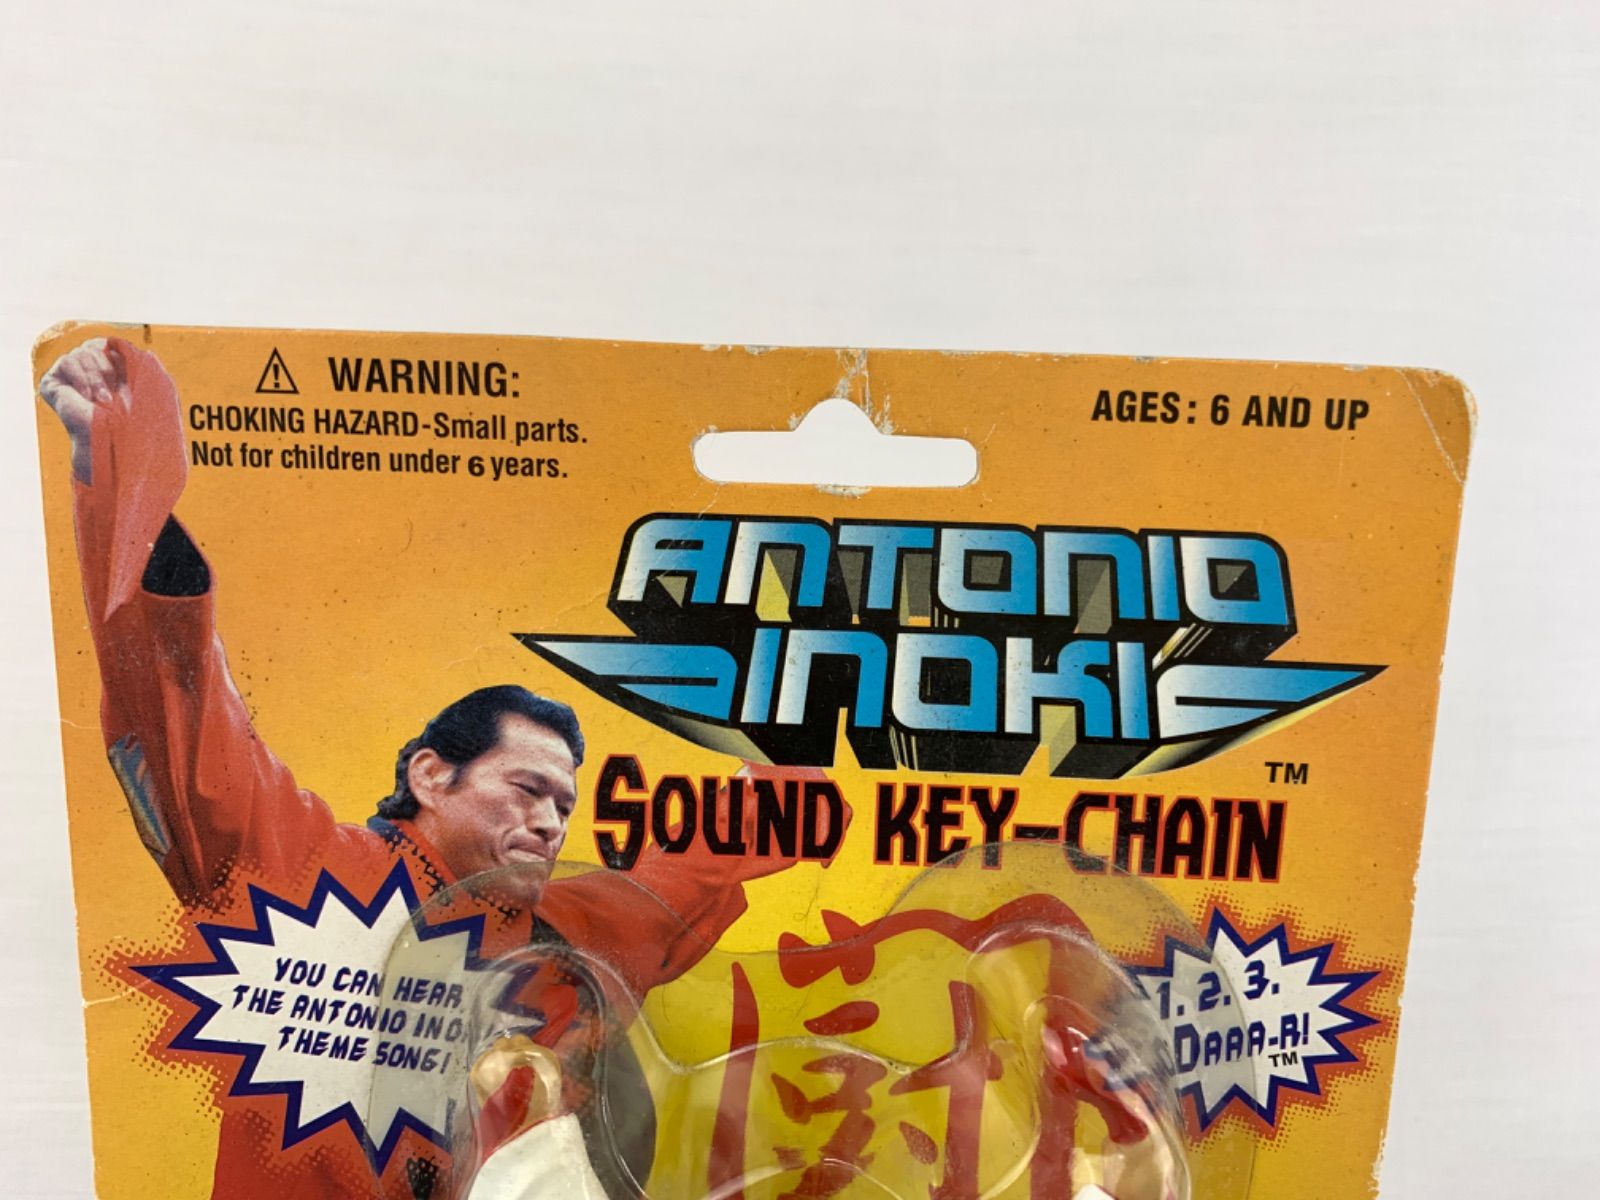 ⚠ WARNING:
CHOKING HAZARD-Small parts.
Not for children under 6 years.
AGES: 6 AND UP
ANTONIO
INOKI
TM
SOUND KEY-CHAIN
YOU CAN HEAR
THE ANTONIO INO
THEME SONG!
闘
1. 2. 3.
DAAA-R!
TM